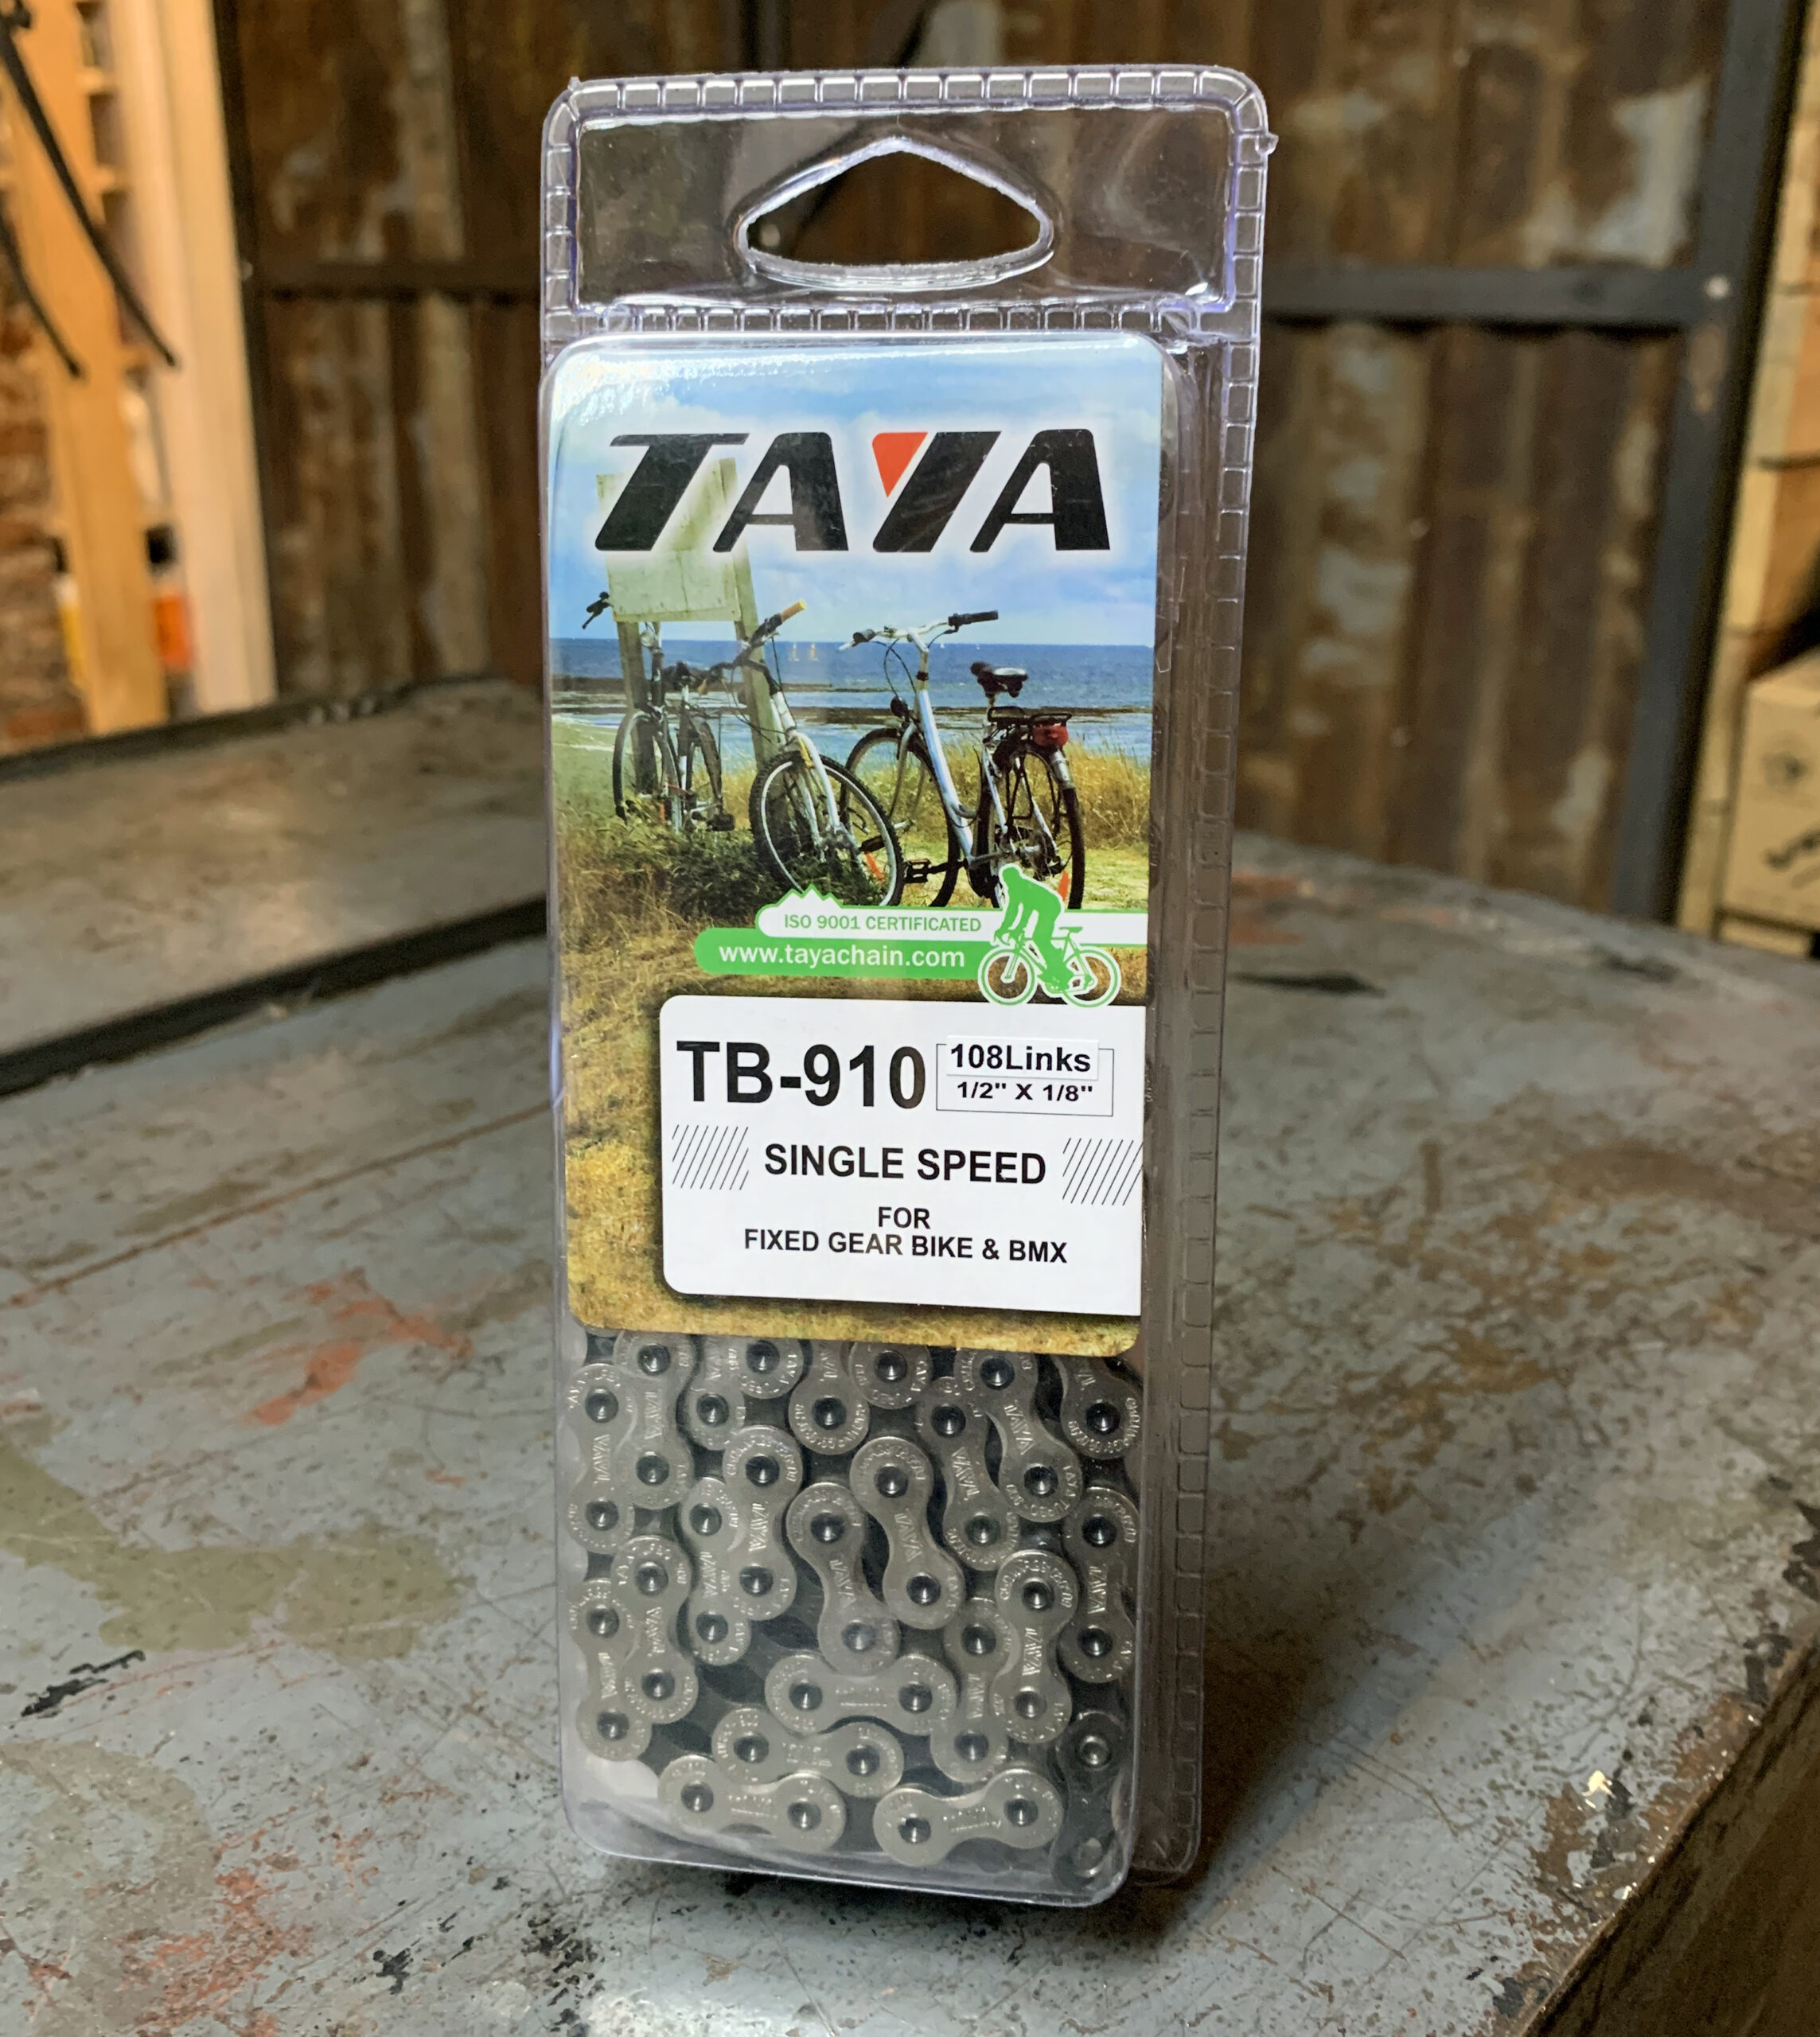 TAYA
ISO 9001 CERTIFICATED
www.tayachain.com
TB-910
108Links
1/2" X 1/8"
SINGLE SPEED
FOR
FIXED GEAR BIKE & BMX
TAYA